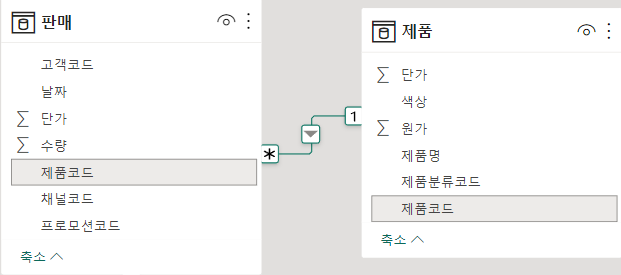 판매
고객코드
날짜
∑ 단가
∑ 수량
제품코드
채널코드
프로모션코드
축소
*
1
제품
∑ 단가
색상
∑ 원가
제품명
제품분류코드
제품코드
축소